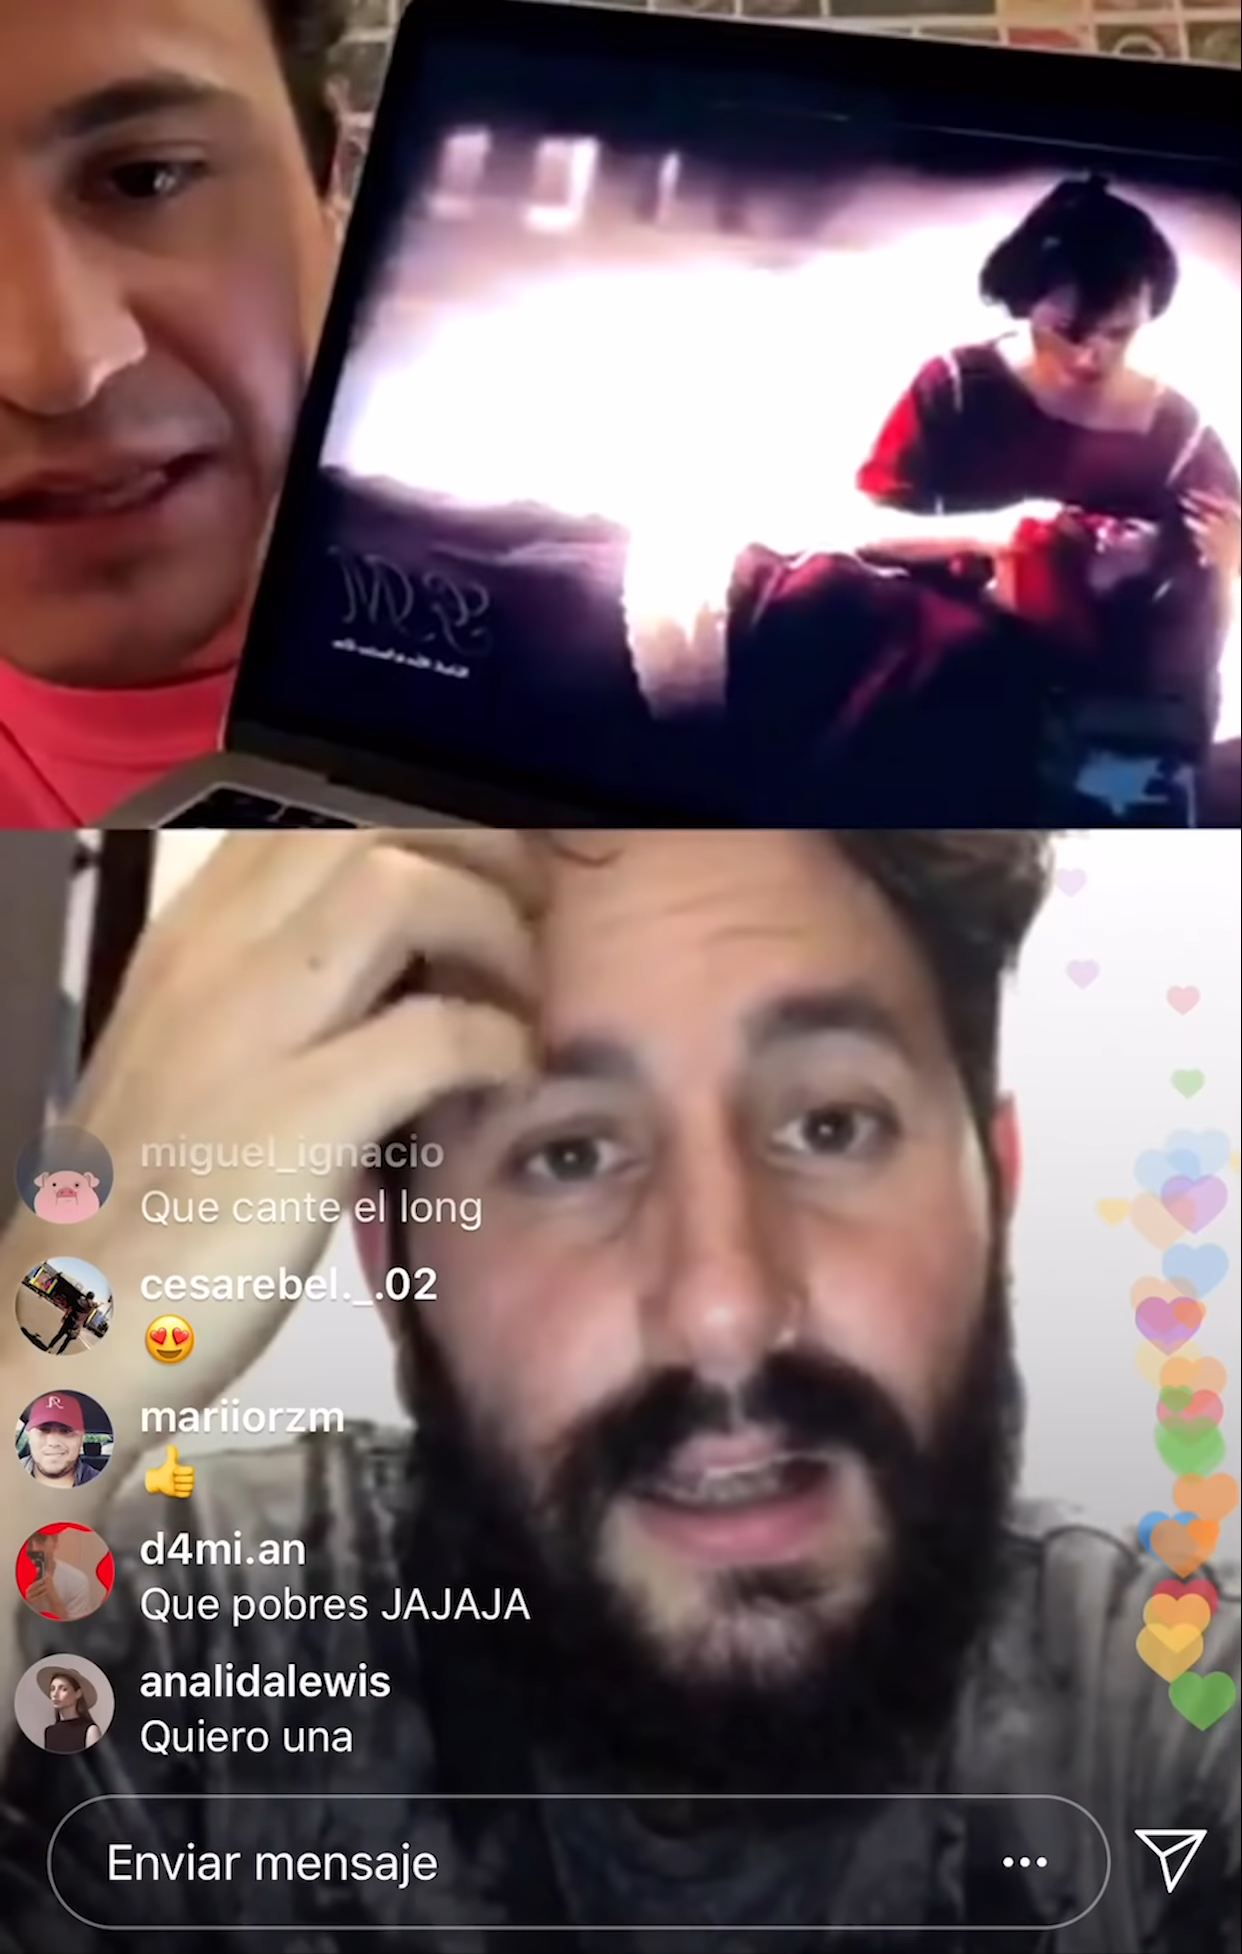 miguel_ignacio
Que cante el long
cesarebel._.02
😍
mariiorzm
👍
d4mi.an
Que pobres JAJAJA
analidalewis
Quiero una
Enviar mensaje